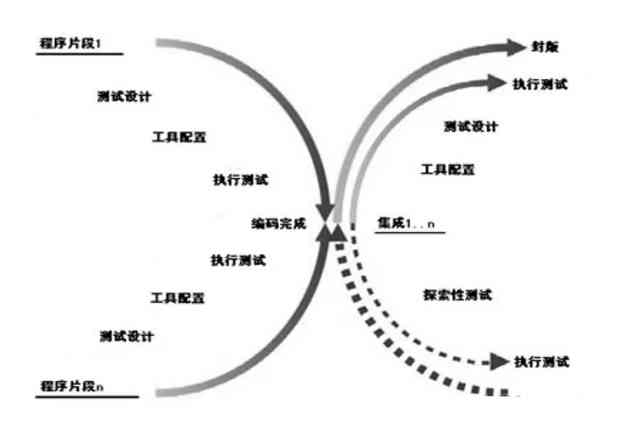 程序片段1
测试设计
工具配置
执行测试
编码完成
执行测试
工具配置
测试设计
程序片段n
封版
执行测试
测试设计
工具配置
集成1..n
探索性测试
执行测试